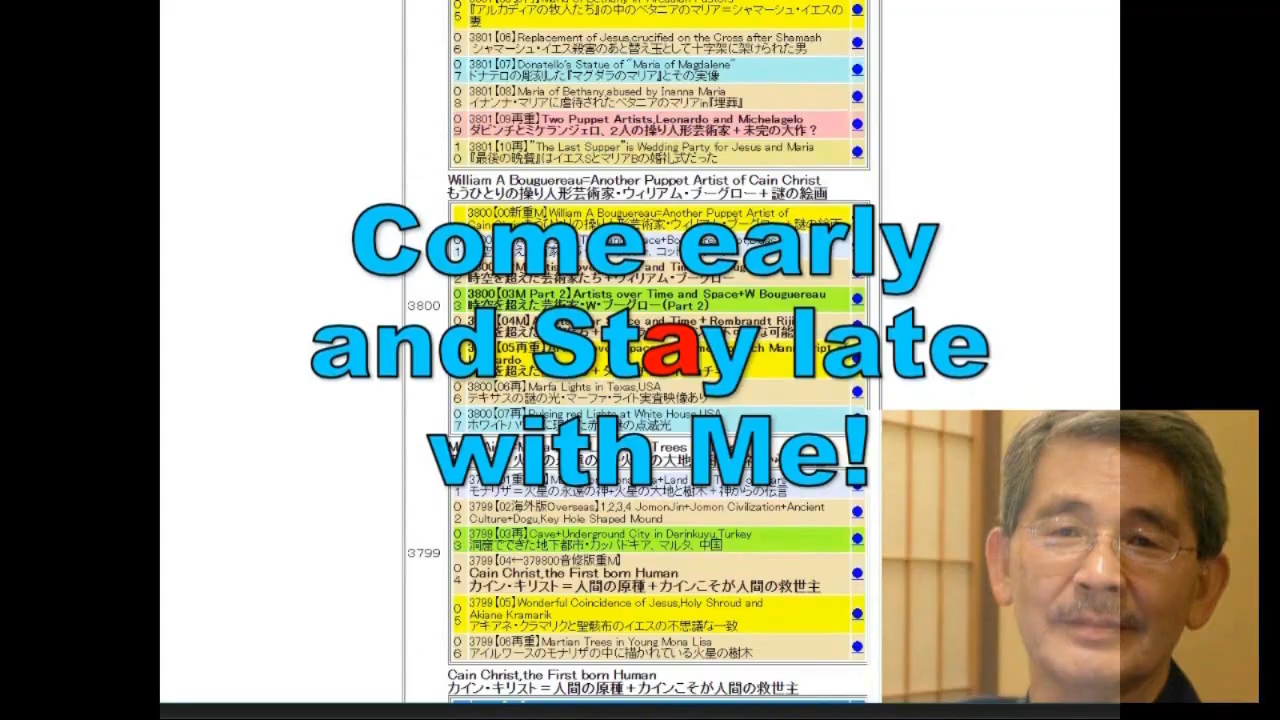 『アルカディアの牧人たち』の中のベタニアのマリア=シャマーシュ・イエスの
妻
3801【06】Replacement of Jesus,crucified on the Cross after Shamash
シャマーシュ・イエス殺害のあと替え玉として十字架に架けられた男
3801【07】Donatello's Statue of "Maria of Magdalene"
ドナテロの彫刻した『マグダラのマリア』とその実像
3801【08】Maria of Bethany,abused by Inanna Maria
イナンナ・マリアに虐待されたベタニアのマリアin『埋葬』
3801【09再重】Two Puppet Artists,Leonardo and Michelagelo
ダビンチとミケランジェロ、2人の操り人形芸術家+未完の大作?
3801【10再】"The Last Supper"is Wedding Party for Jesus and Maria
『最後の晩餐』はイエスSとマリアBの婚礼式だった
William A Bouguereau=Another Puppet Artist of Cain Christ
もうひとりの操り人形芸術家・ウィリアム・ブーグロー+謎の絵画
3800【00新重M】William A Bouguereau=Another Puppet Artist of
Come early
3800
3800【03M Part 2】Artists over Time and Space+W Bouguereau
時空を超えた芸術家・W・ブーグロー(Part 2)
and Stay late
3800【06再】Marfa Lights in Texas,USA
テキサスの謎の光・マーファ・ライト実査映像あり
3800【07再】Pulsing red Lights at White House,USA
with Me!
モナリザ=火星の永遠の神+火星の大地と樹木+神からの伝言
3799【02海外版Overseas】1,2,3,4 JomonJin+Jomon Civilization+Ancient
Culture+Dogu,Key Hole Shaped Mound
3799
3799【03再】Cave+Underground City in Derinkuyu,Turkey
洞窟でできた地下都市・カッパドキア、マルタ、中国
3799【04←379800音修版重M】
Cain Christ,the First born Human
カイン・キリスト=人間の原種+カインこそが人間の救世主
3799【05】Wonderful Coincidence of Jesus,Holy Shroud and
Akiane Kramarik
アキアネ・クラマリクと聖骸布のイエスの不思議な一致
3799【06再重】Martian Trees in Young Mona Lisa
アイルワースのモナリザの中に描かれている火星の樹木
Cain Christ,the First born Human
カイン・キリスト=人間の原種+カインこそが人間の救世主